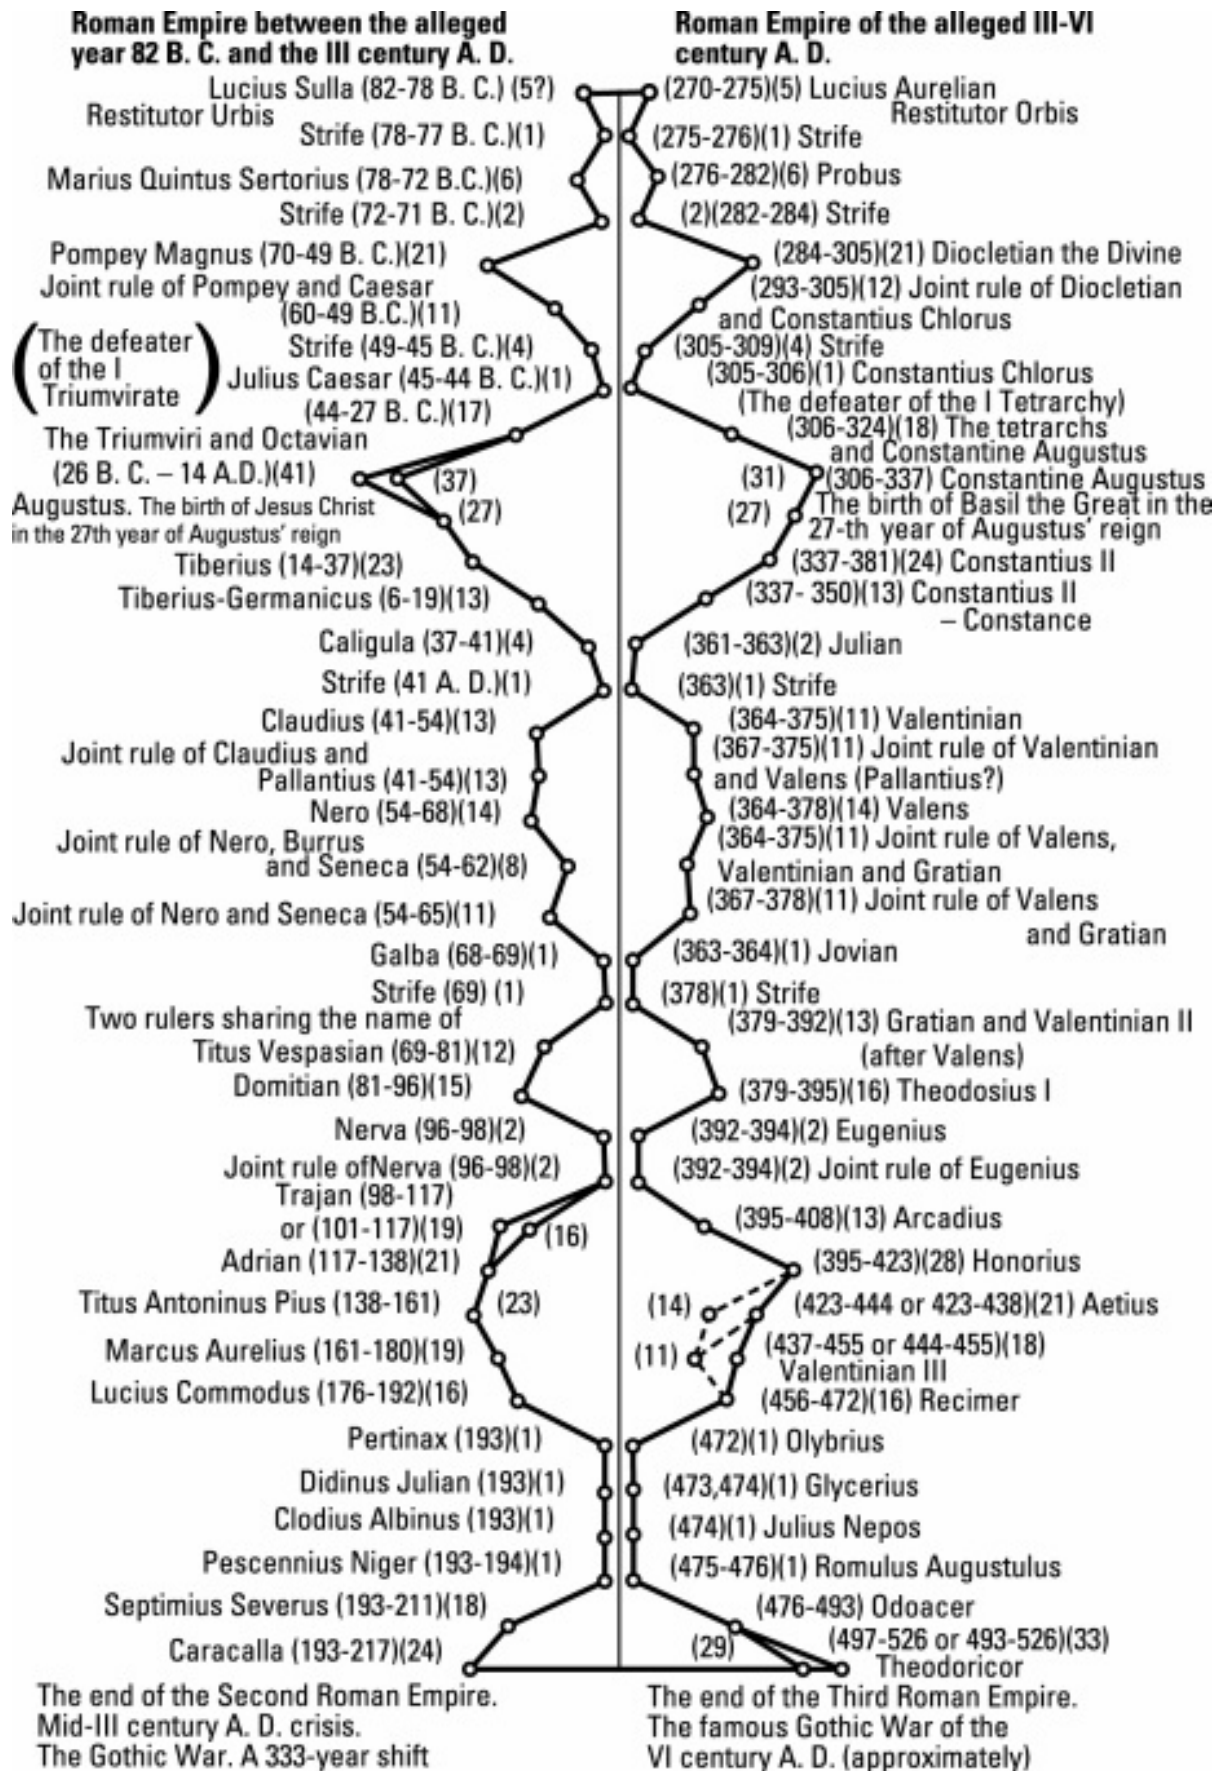 Roman Empire between the alleged
year 82 B. C. and the III century A. D.
Lucius Sulla (82-78 B. C.) (5?)
Restitutor Urbis
Strife (78-77 B. C.)(1)
Marius Quintus Sertorius (78-72 B.C.)(6)
Strife (72-71 B. C.)(2)
Pompey Magnus (70-49 B. C.)(21)
Joint rule of Pompey and Caesar
(60-49 B.C.)(11)
(The defeater
of the I
Triumvirate)
Strife (49-45 B. C.)(4)
Julius Caesar (45-44 B. C.)(1)
(44-27 B. C.)(17)
The Triumviri and Octavian
(26 B. C. – 14 A.D.)(41)
(37)
Augustus. The birth of Jesus Christ
in the 27th year of Augustus' reign
(27)
Tiberius (14-37)(23)
Tiberius-Germanicus (6-19)(13)
Caligula (37-41)(4)
Strife (41 A. D.)(1)
Claudius (41-54)(13)
Joint rule of Claudius and
Pallantius (41-54)(13)
Nero (54-68)(14)
Joint rule of Nero, Burrus
and Seneca (54-62)(8)
Joint rule of Nero and Seneca (54-65)(11)
Galba (68-69)(1)
Strife (69) (1)
Two rulers sharing the name of
Titus Vespasian (69-81)(12)
Domitian (81-96)(15)
Nerva (96-98)(2)
Joint rule ofNerva (96-98)(2)
Trajan (98-117)
or (101-117)(19)
(16)
Adrian (117-138)(21)
Titus Antoninus Pius (138-161)
(23)
Marcus Aurelius (161-180)(19)
Lucius Commodus (176-192)(16)
Pertinax (193)(1)
Didinus Julian (193)(1)
Clodius Albinus (193)(1)
Pescennius Niger (193-194)(1)
Septimius Severus (193-211)(18)
Caracalla (193-217)(24)
The end of the Second Roman Empire.
Mid-III century A. D. crisis.
The Gothic War. A 333-year shift
Roman Empire of the alleged III-VI
century A. D.
(270-275)(5) Lucius Aurelian
Restitutor Orbis
(275-276)(1) Strife
(276-282)(6) Probus
(2)(282-284) Strife
(284-305)(21) Diocletian the Divine
(293-305)(12) Joint rule of Diocletian
and Constantius Chlorus
(305-309)(4) Strife
(305-306)(1) Constantius Chlorus
(The defeater of the I Tetrarchy)
(306-324)(18) The tetrarchs
and Constantine Augustus
(31)
(306-337) Constantine Augustus
(27)
The birth of Basil the Great in the
27-th year of Augustus' reign
(337-381)(24) Constantius II
(337- 350)(13) Constantius II
– Constance
(361-363)(2) Julian
(363)(1) Strife
(364-375)(11) Valentinian
(367-375)(11) Joint rule of Valentinian
and Valens (Pallantius?)
(364-378)(14) Valens
(364-375)(11) Joint rule of Valens,
Valentinian and Gratian
(367-378)(11) Joint rule of Valens
and Gratian
(363-364)(1) Jovian
(378)(1) Strife
(379-392)(13) Gratian and Valentinian II
(after Valens)
(379-395)(16) Theodosius I
(392-394)(2) Eugenius
(392-394)(2) Joint rule of Eugenius
(395-408)(13) Arcadius
(395-423)(28) Honorius
(14)
(423-444 or 423-438)(21) Aetius
(11)
(437-455 or 444-455)(18)
Valentinian III
(456-472)(16) Recimer
(472)(1) Olybrius
(473,474)(1) Glycerius
(474)(1) Julius Nepos
(475-476)(1) Romulus Augustulus
(476-493) Odoacer
(29)
(497-526 or 493-526)(33)
Theodoricor
The end of the Third Roman Empire.
The famous Gothic War of the
VI century A. D. (approximately)